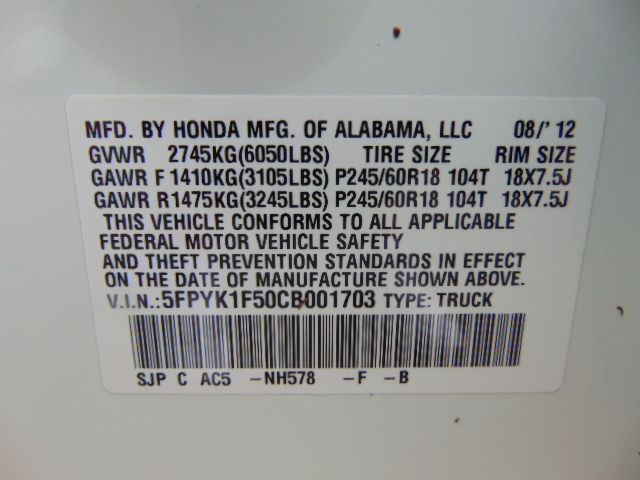 MFD. BY HONDA MFG. OF ALABAMA, LLC 08/'12
GVWR 2745KG(6050LBS) TIRE SIZE RIM SIZE
GAWR F 1410KG(3105LBS) P245/60R18 104T 18X7.5J
GAWR R 1475KG(3245LBS) P245/60R18 104T 18X7.5J
THIS VEHICLE CONFORMS TO ALL APPLICABLE
FEDERAL MOTOR VEHICLE SAFETY
AND THEFT PREVENTION STANDARDS IN EFFECT
ON THE DATE OF MANUFACTURE SHOWN ABOVE.
V.I.N.:5FPYK1F50CB001703 TYPE: TRUCK
SJP C AC5 -NH578 -F -B